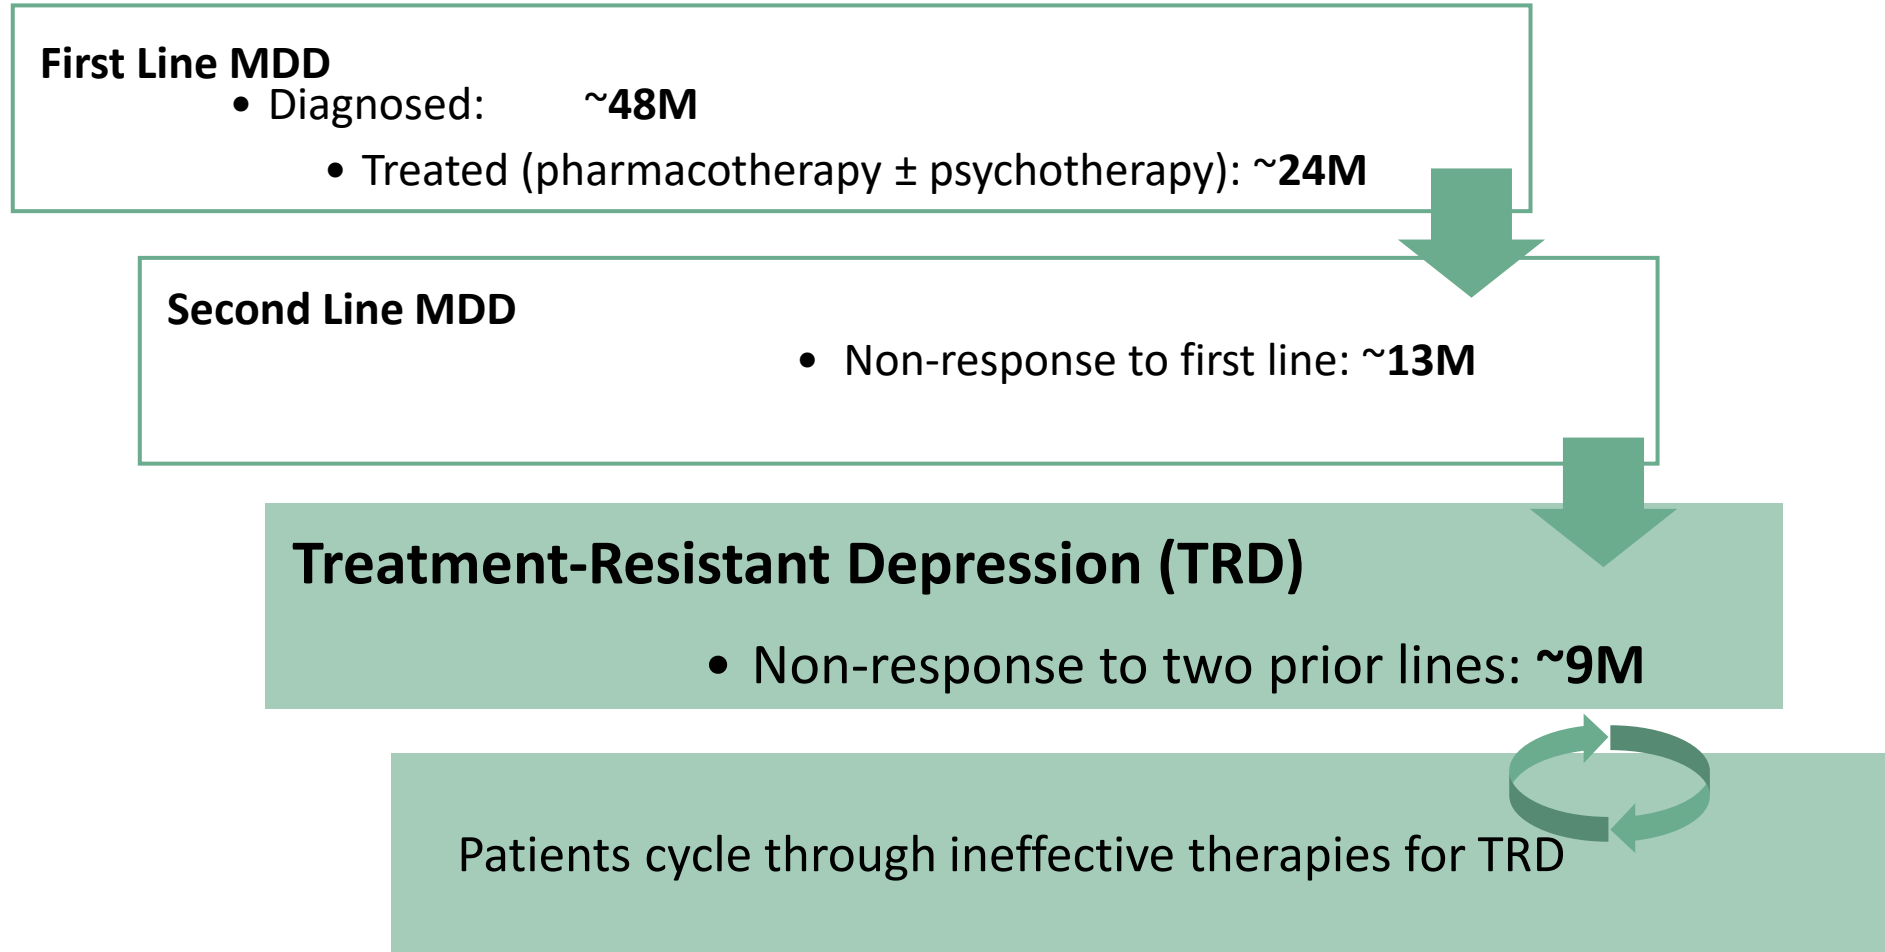 First Line MDD
• Diagnosed: ~48M
• Treated (pharmacotherapy ± psychotherapy): ~24M
Second Line MDD
• Non-response to first line: ~13M
Treatment-Resistant Depression (TRD)
• Non-response to two prior lines: ~9M
Patients cycle through ineffective therapies for TRD